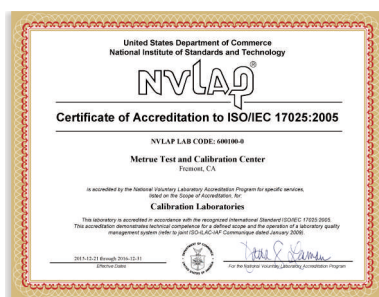 United States Department of Commerce
National Institute of Standards and Technology
NVLAP®
Certificate of Accreditation to ISO/IEC 17025:2005
NVLAP LAB CODE: 600100-0
Metrue Test and Calibration Center
Fremont, CA
is accredited by the National Voluntary Laboratory Accreditation Program for specific services,
listed on the Scope of Accreditation, for:
Calibration Laboratories
This laboratory is accredited in accordance with the recognized International Standard ISO/IEC 17025:2005.
This accreditation demonstrates technical competence for a defined scope and the operation of a laboratory quality
management system (refer to joint ISO-ILAC-IAF Communique dated January 2009).
2015-12-21 through 2016-12-31
Effective Dates
For the National Voluntary Laboratory Accreditation Program